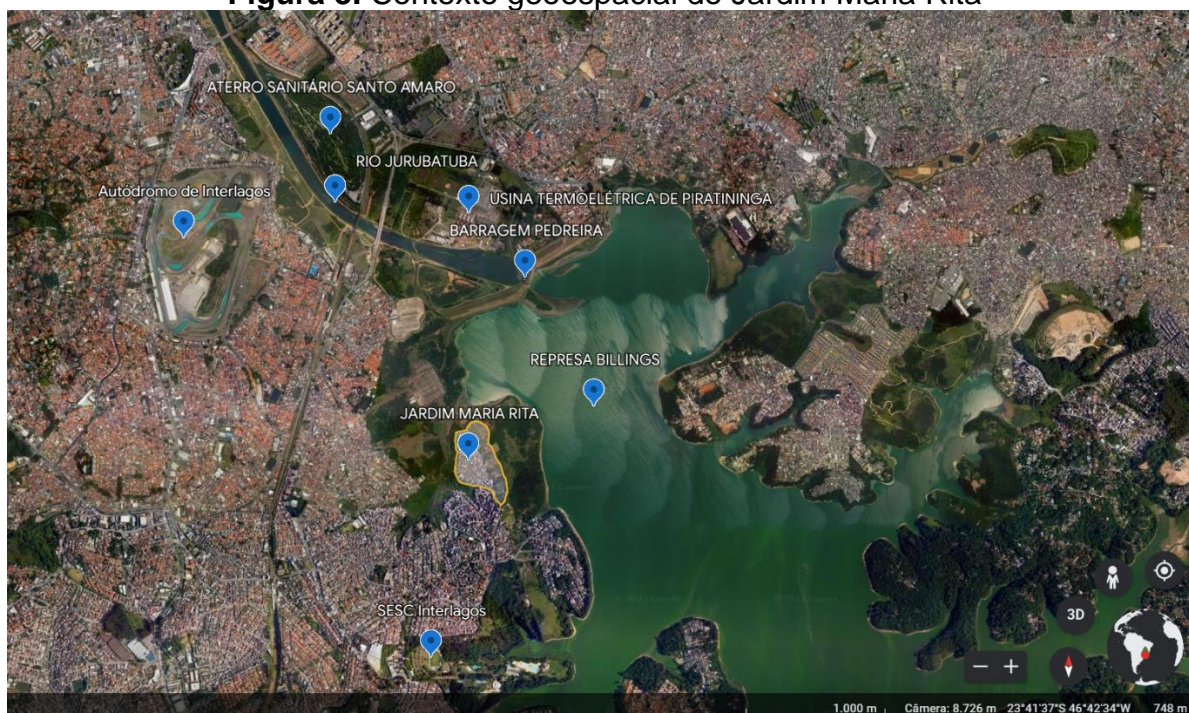 Figura 3. Contexto geoespacial do Jardim Maria Rita
ATERRO SANITÁRIO SANTO AMARO
RIO JURUBATUBA
Autódromo de Interlagos
USINA TERMOELÉTRICA DE PIRATININGA
BARRAGEM PEDREIRA
REPRESA BILLINGS
JARDIM MARIA RITA
SESC Interlagos
3D
1.000 m Câmera: 8.726 m 23°41'37"S 46°42'34"W 748 m